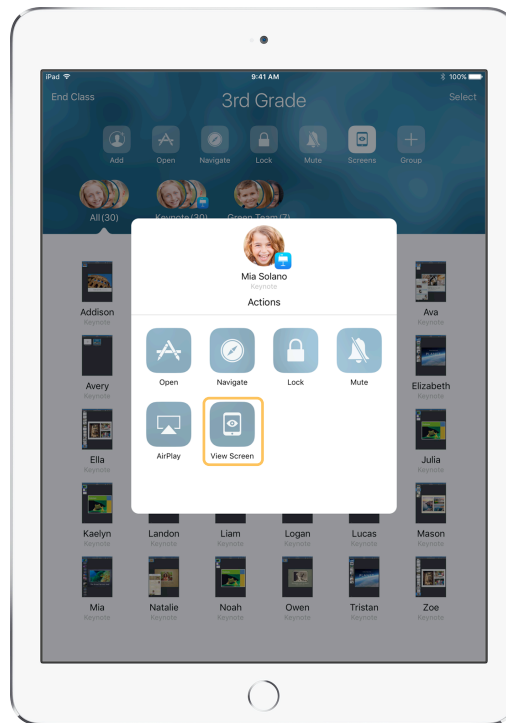 iPad
9:41 AM
100%
End Class
3rd Grade
Select
Add
Open
Navigate
Lock
Mute
Screens
Group
All (30)
Keynote (30)
Green Team (7)
Mia Solano
Keynote
Actions
Open
Navigate
Lock
Mute
AirPlay
View Screen
Addison
Keynote
Ava
Keynote
Avery
Keynote
Elizabeth
Keynote
Ella
Keynote
Julia
Keynote
Kaelyn
Landon
Liam
Logan
Lucas
Mason
Keynote
Keynote
Keynote
Keynote
Keynote
Keynote
Mia
Natalie
Noah
Owen
Tristan
Zoe
Keynote
Keynote
Keynote
Keynote
Keynote
Keynote